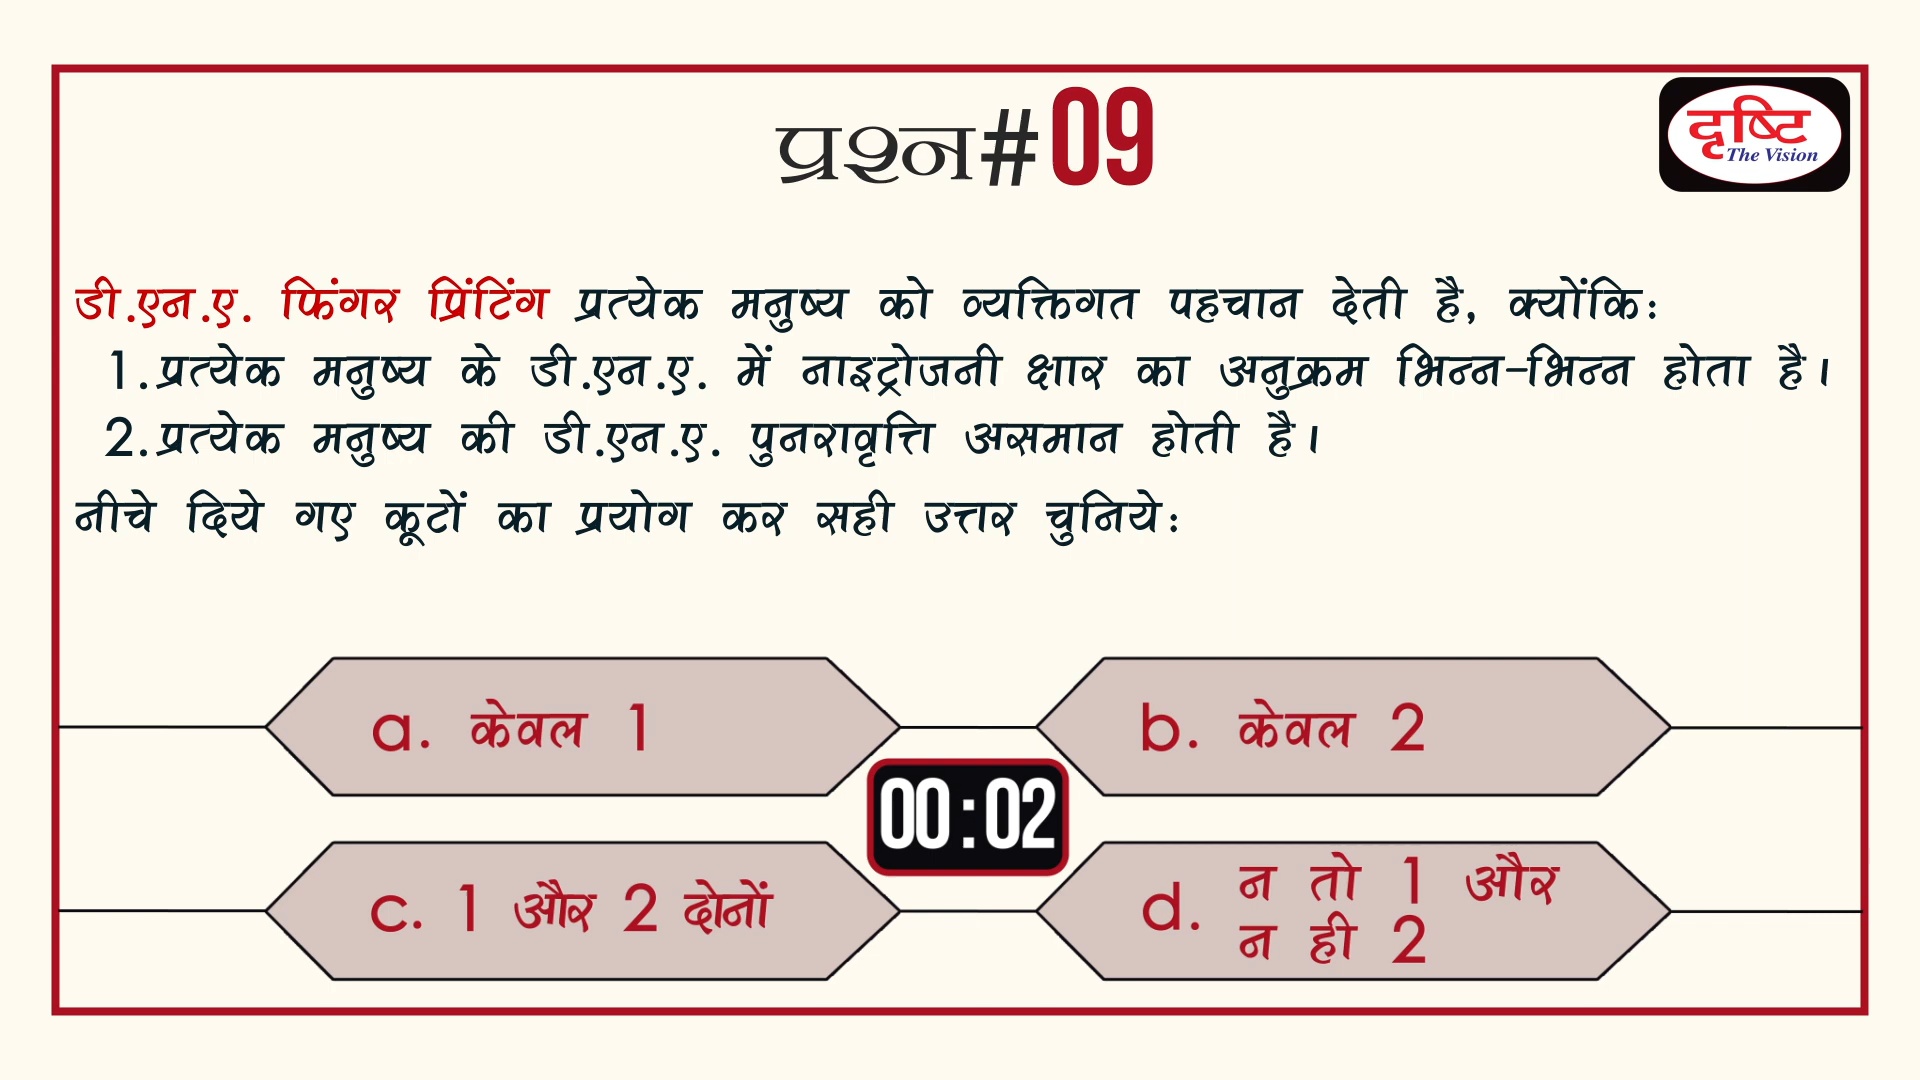 प्रश्न#09
दृष्टि
The Vision
डी.एन.ए. फिंगर प्रिंटिंग प्रत्येक मनुष्य को व्यक्तिगत पहचान देती है, क्योंकि:
1.प्रत्येक मनुष्य के डी.एन.ए. में नाइट्रोजनी क्षार का अनुक्रम भिन्न-भिन्न होता है।
2.प्रत्येक मनुष्य की डी.एन.ए. पुनरावृत्ति असमान होती है।
नीचे दिये गए कूटों का प्रयोग कर सही उत्तर चुनिये:
a. केवल 1
b. केवल 2
00:02
c. 1 और 2 दोनों
d. न तो 1 और
न ही 2